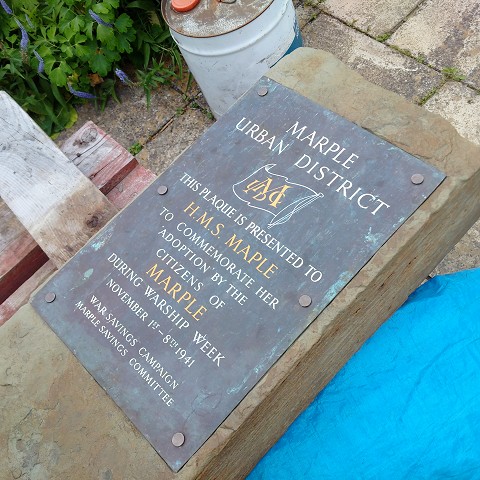 MARPLE
URBAN DISTRICT
THIS PLAQUE IS PRESENTED TO
H.M.S. MAPLE
TO COMMEMORATE HER
'ADOPTION' BY THE
CITIZENS OF
MARPLE
DURING WARSHIP WEEK
NOVEMBER 1ST - 8TH 1941
WAR SAVINGS CAMPAIGN
MARPLE SAVINGS COMMITTEE